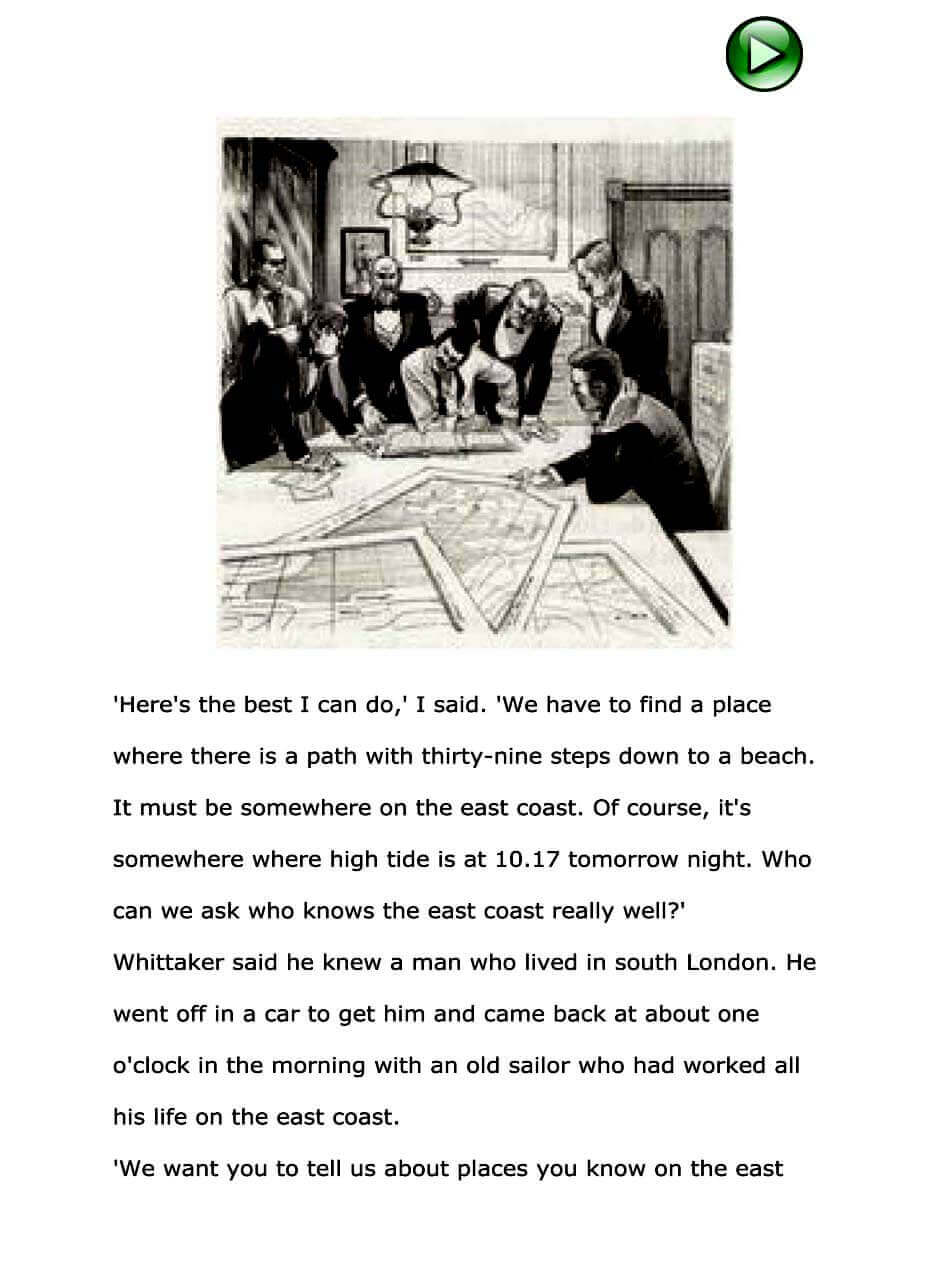 'Here's the best I can do,' I said. 'We have to find a place
where there is a path with thirty-nine steps down to a beach.
It must be somewhere on the east coast. Of course, it's
somewhere where high tide is at 10.17 tomorrow night. Who
can we ask who knows the east coast really well?'
Whittaker said he knew a man who lived in south London. He
went off in a car to get him and came back at about one
o'clock in the morning with an old sailor who had worked all
his life on the east coast.
'We want you to tell us about places you know on the east